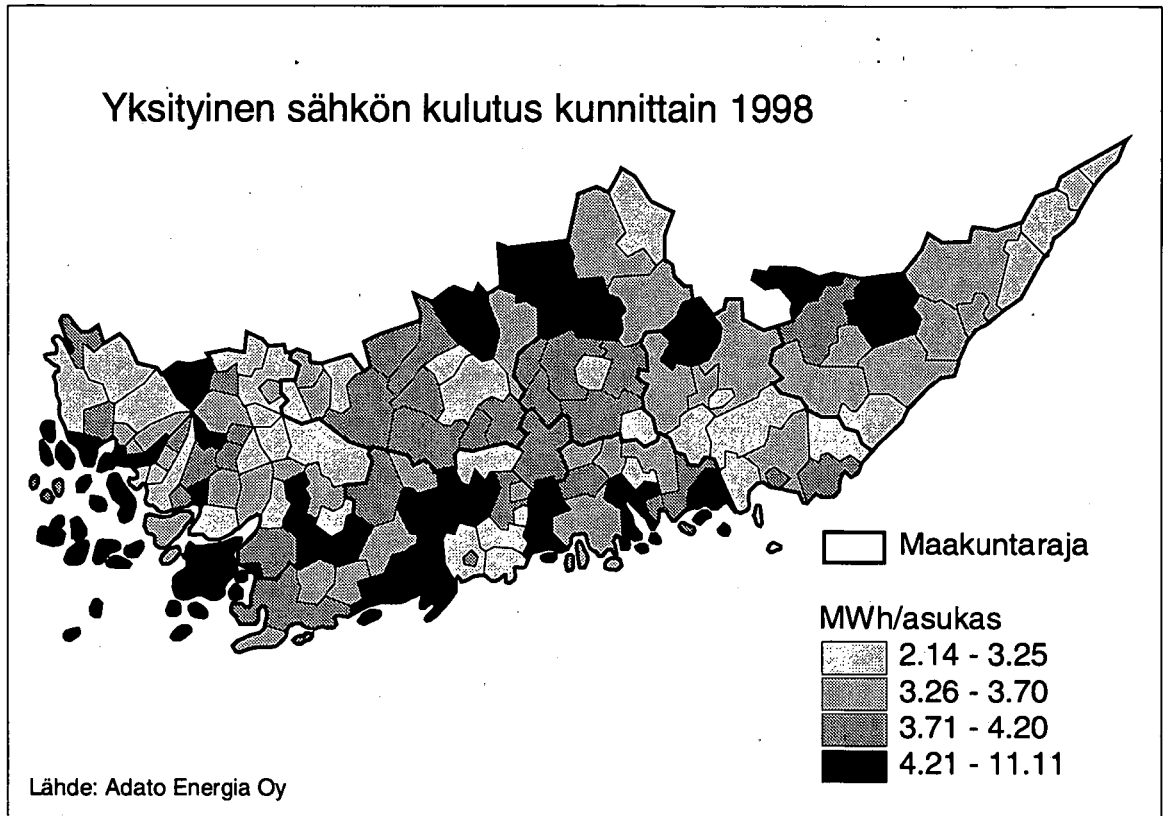 Yksityinen sähkön kulutus kunnittain 1998
Maakuntaraja
MWh/asukas
2.14 - 3.25
3.26 - 3.70
3.71 - 4.20
4.21 - 11.11
Lähde: Adato Energia Oy